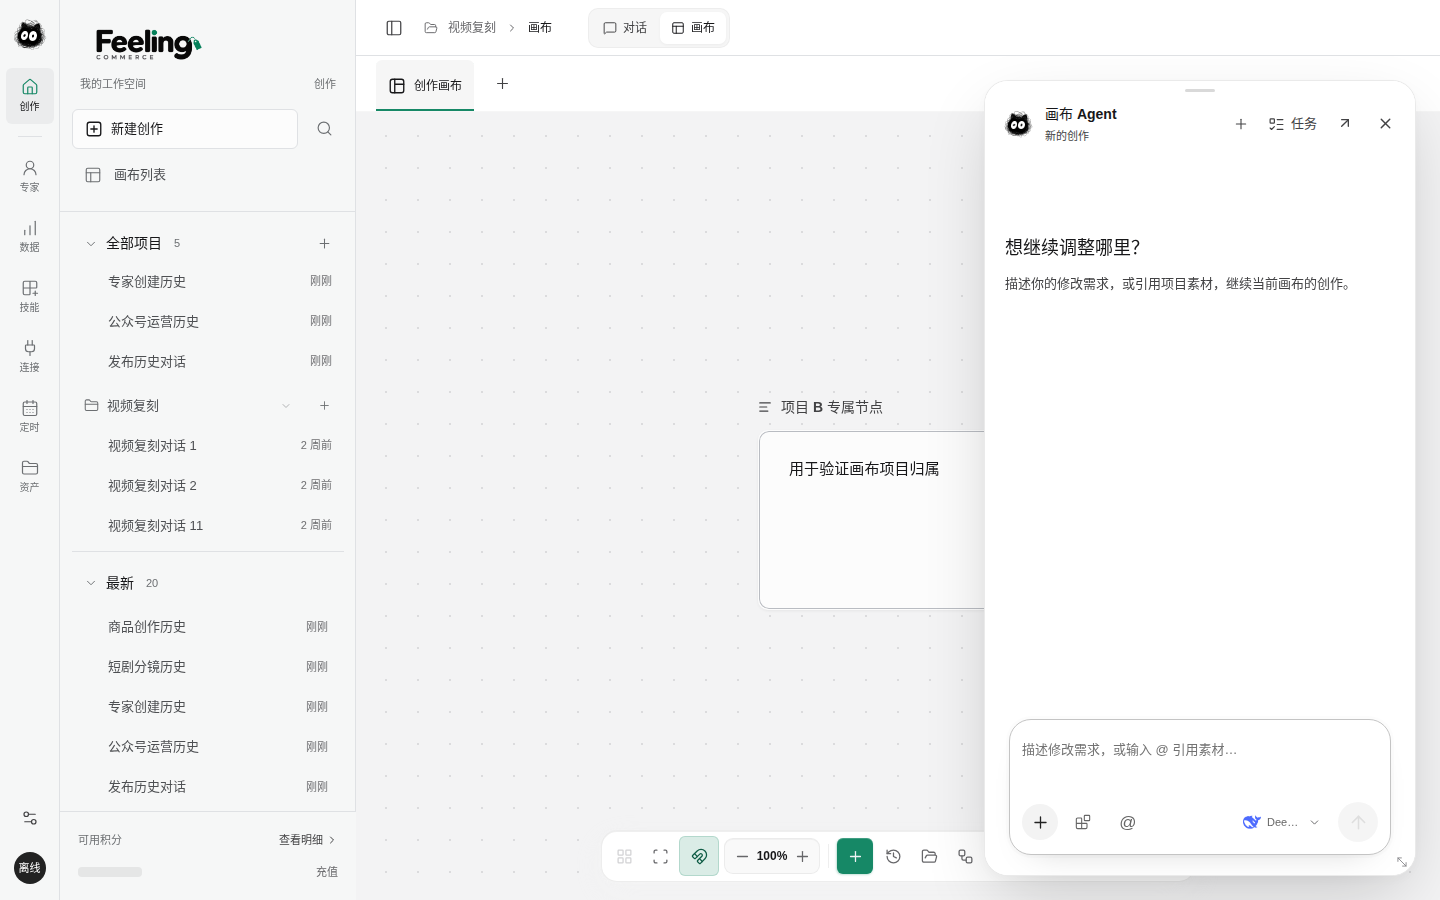 创作
专家
数据
技能
连接
定时
资产
离线
Feeling
COMMERCE
我的工作空间
创作
新建创作
画布列表
全部项目 5
专家创建历史 刚刚
公众号运营历史 刚刚
发布历史对话 刚刚
视频复刻
视频复刻对话 1 2 周前
视频复刻对话 2 2 周前
视频复刻对话 11 2 周前
最新 20
商品创作历史 刚刚
短剧分镜历史 刚刚
专家创建历史 刚刚
公众号运营历史 刚刚
发布历史对话 刚刚
可用积分 查看明细
充值
视频复刻 画布
对话 画布
创作画布
项目 B 专属节点
用于验证画布项目归属
100%
画布 Agent
新的创作
任务
想继续调整哪里？
描述你的修改需求，或引用项目素材，继续当前画布的创作。
描述修改需求，或输入 @ 引用素材…
@
Dee…